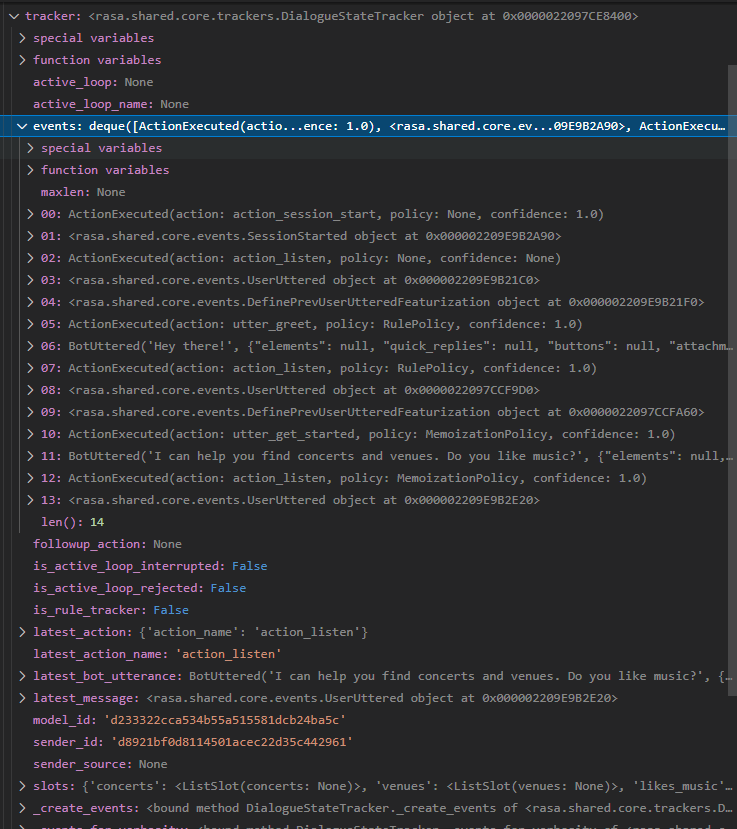 tracker: <rasa.shared.core.trackers.DialogueStateTracker object at 0x0000022097CE8400>
special variables
function variables
active_loop: None
active_loop_name: None
events: deque([ActionExecuted(actio...ence: 1.0), <rasa.shared.core.ev...09E9B2A90>, ActionExecu...
special variables
function variables
maxlen: None
00: ActionExecuted(action: action_session_start, policy: None, confidence: 1.0)
01: <rasa.shared.core.events.SessionStarted object at 0x000002209E9B2A90>
02: ActionExecuted(action: action_listen, policy: None, confidence: None)
03: <rasa.shared.core.events.UserUttered object at 0x000002209E9B21C0>
04: <rasa.shared.core.events.DefinePrevUserUtteredFeaturization object at 0x000002209E9B21F0>
05: ActionExecuted(action: utter_greet, policy: RulePolicy, confidence: 1.0)
06: BotUttered('Hey there!', {"elements": null, "quick_replies": null, "buttons": null, "attachm...
07: ActionExecuted(action: action_listen, policy: RulePolicy, confidence: 1.0)
08: <rasa.shared.core.events.UserUttered object at 0x0000022097CCF9D0>
09: <rasa.shared.core.events.DefinePrevUserUtteredFeaturization object at 0x0000022097CCFA60>
10: ActionExecuted(action: utter_get_started, policy: MemoizationPolicy, confidence: 1.0)
11: BotUttered('I can help you find concerts and venues. Do you like music?', {"elements": null,...
12: ActionExecuted(action: action_listen, policy: MemoizationPolicy, confidence: 1.0)
13: <rasa.shared.core.events.UserUttered object at 0x000002209E9B2E20>
len(): 14
followup_action: None
is_active_loop_interrupted: False
is_active_loop_rejected: False
is_rule_tracker: False
latest_action: {'action_name': 'action_listen'}
latest_action_name: 'action_listen'
latest_bot_utterance: BotUttered('I can help you find concerts and venues. Do you like music?', {...
latest_message: <rasa.shared.core.events.UserUttered object at 0x000002209E9B2E20>
model_id: 'd233322cca534b55a515581dcb24ba5c'
sender_id: 'd8921bf0d8114501acec22d35c442961'
sender_source: None
slots: {'concerts': <ListSlot(concerts: None)>, 'venues': <ListSlot(venues: None)>, 'likes_music'...
_create_events: <bound method DialogueStateTracker._create_events of <rasa.shared.core.trackers.D...